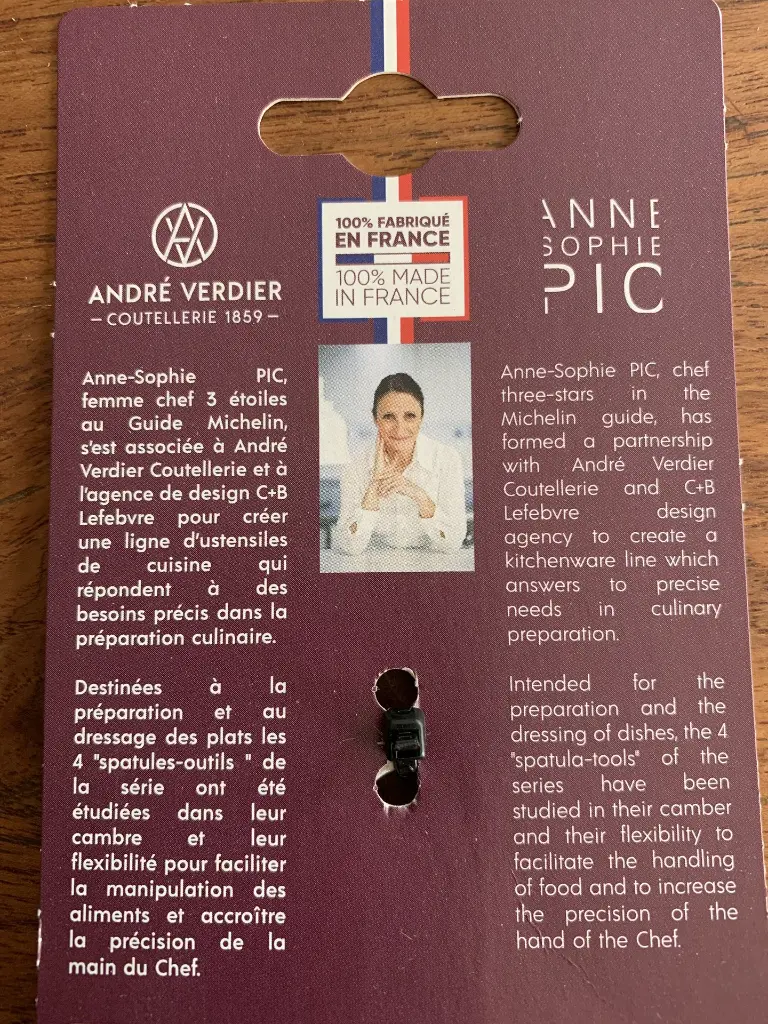 ANDRÉ VERDIER
– COUTELLERIE 1859 –
100% FABRIQUÉ
EN FRANCE
100% MADE
IN FRANCE
ANNE
SOPHIE
PIC
Anne-Sophie PIC,
femme chef 3 étoiles
au Guide Michelin,
s'est associée à André
Verdier Coutellerie et à
l'agence de design C+B
Lefebvre pour créer
une ligne d'ustensiles
de cuisine qui
répondent à des
besoins précis dans la
préparation culinaire.
Destinées à la
préparation et au
dressage des plats les
4 "spatules-outils " de
la série ont été
étudiées dans leur
cambre et leur
flexibilité pour faciliter
la manipulation des
aliments et accroître
la précision de la
main du Chef.
Anne-Sophie PIC, chef
three-stars in the
Michelin guide, has
formed a partnership
with André Verdier
Coutellerie and C+B
Lefebvre design
agency to create a
kitchenware line which
answers to precise
needs in culinary
preparation.
Intended for the
preparation and the
dressing of dishes, the 4
"spatula-tools" of the
series have been
studied in their camber
and their flexibility to
facilitate the handling
of food and to increase
the precision of the
hand of the Chef.